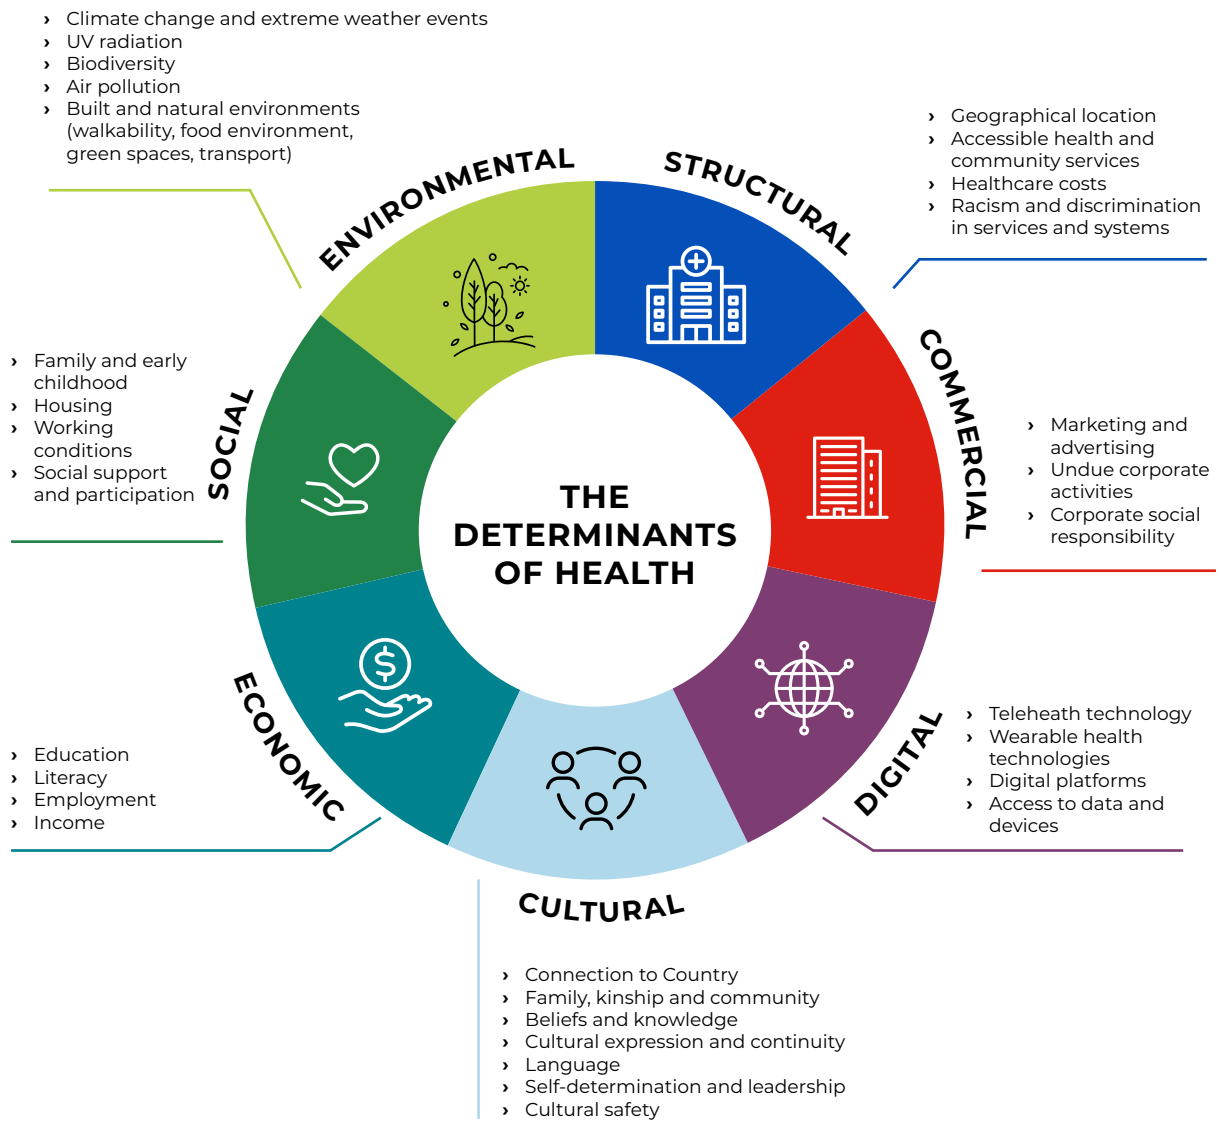 › Climate change and extreme weather events
› UV radiation
› Biodiversity
› Air pollution
› Built and natural environments
(walkability, food environment,
green spaces, transport)
ENVIRONMENTAL
STRUCTURAL
› Geographical location
› Accessible health and
community services
› Healthcare costs
› Racism and discrimination
in services and systems
COMMERCIAL
› Marketing and
advertising
› Undue corporate
activities
› Corporate social
responsibility
› Family and early
childhood
› Housing
› Working
conditions
› Social support
and participation
SOCIAL
THE
DETERMINANTS
OF HEALTH
$
ECONOMIC
› Education
› Literacy
› Employment
› Income
DIGITAL
› Teleheath technology
› Wearable health
technologies
› Digital platforms
› Access to data and
devices
CULTURAL
› Connection to Country
› Family, kinship and community
› Beliefs and knowledge
› Cultural expression and continuity
› Language
› Self-determination and leadership
› Cultural safety